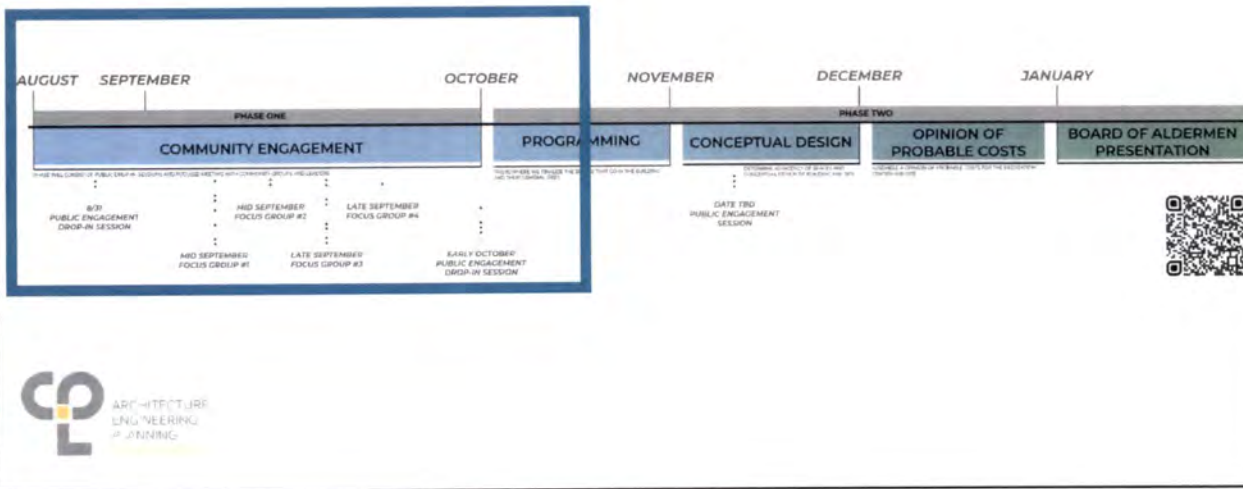 AUGUST SEPTEMBER OCTOBER NOVEMBER DECEMBER JANUARY
PHASE ONE PHASE TWO
COMMUNITY ENGAGEMENT
PROGRAMMING
CONCEPTUAL DESIGN
OPINION OF
PROBABLE COSTS
BOARD OF ALDERMEN
PRESENTATION
8/31
PUBLIC ENGAGEMENT
DROP-IN SESSION
MID SEPTEMBER
FOCUS GROUP #1
MID SEPTEMBER
FOCUS GROUP #2
LATE SEPTEMBER
FOCUS GROUP #3
LATE SEPTEMBER
FOCUS GROUP #4
EARLY OCTOBER
PUBLIC ENGAGEMENT
DROP-IN SESSION
DATE TBD
PUBLIC ENGAGEMENT
SESSION
ARCHITECTURE
ENGINEERING
PLANNING